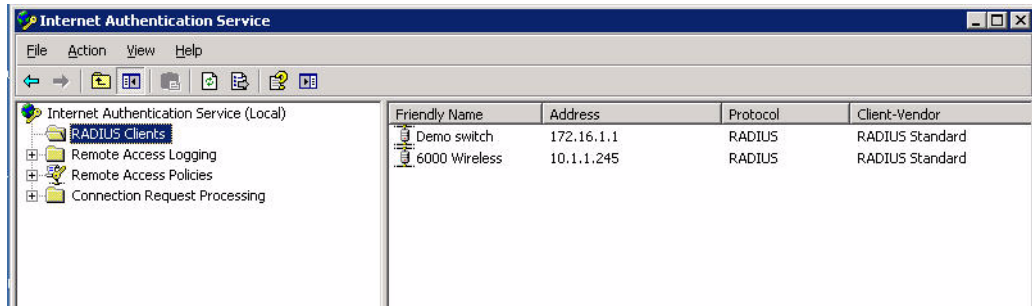 Internet Authentication Service
File Action View Help
Internet Authentication Service (Local)
RADIUS Clients
Remote Access Logging
Remote Access Policies
Connection Request Processing
Friendly Name Address Protocol Client-Vendor
Demo switch 172.16.1.1 RADIUS RADIUS Standard
6000 Wireless 10.1.1.245 RADIUS RADIUS Standard